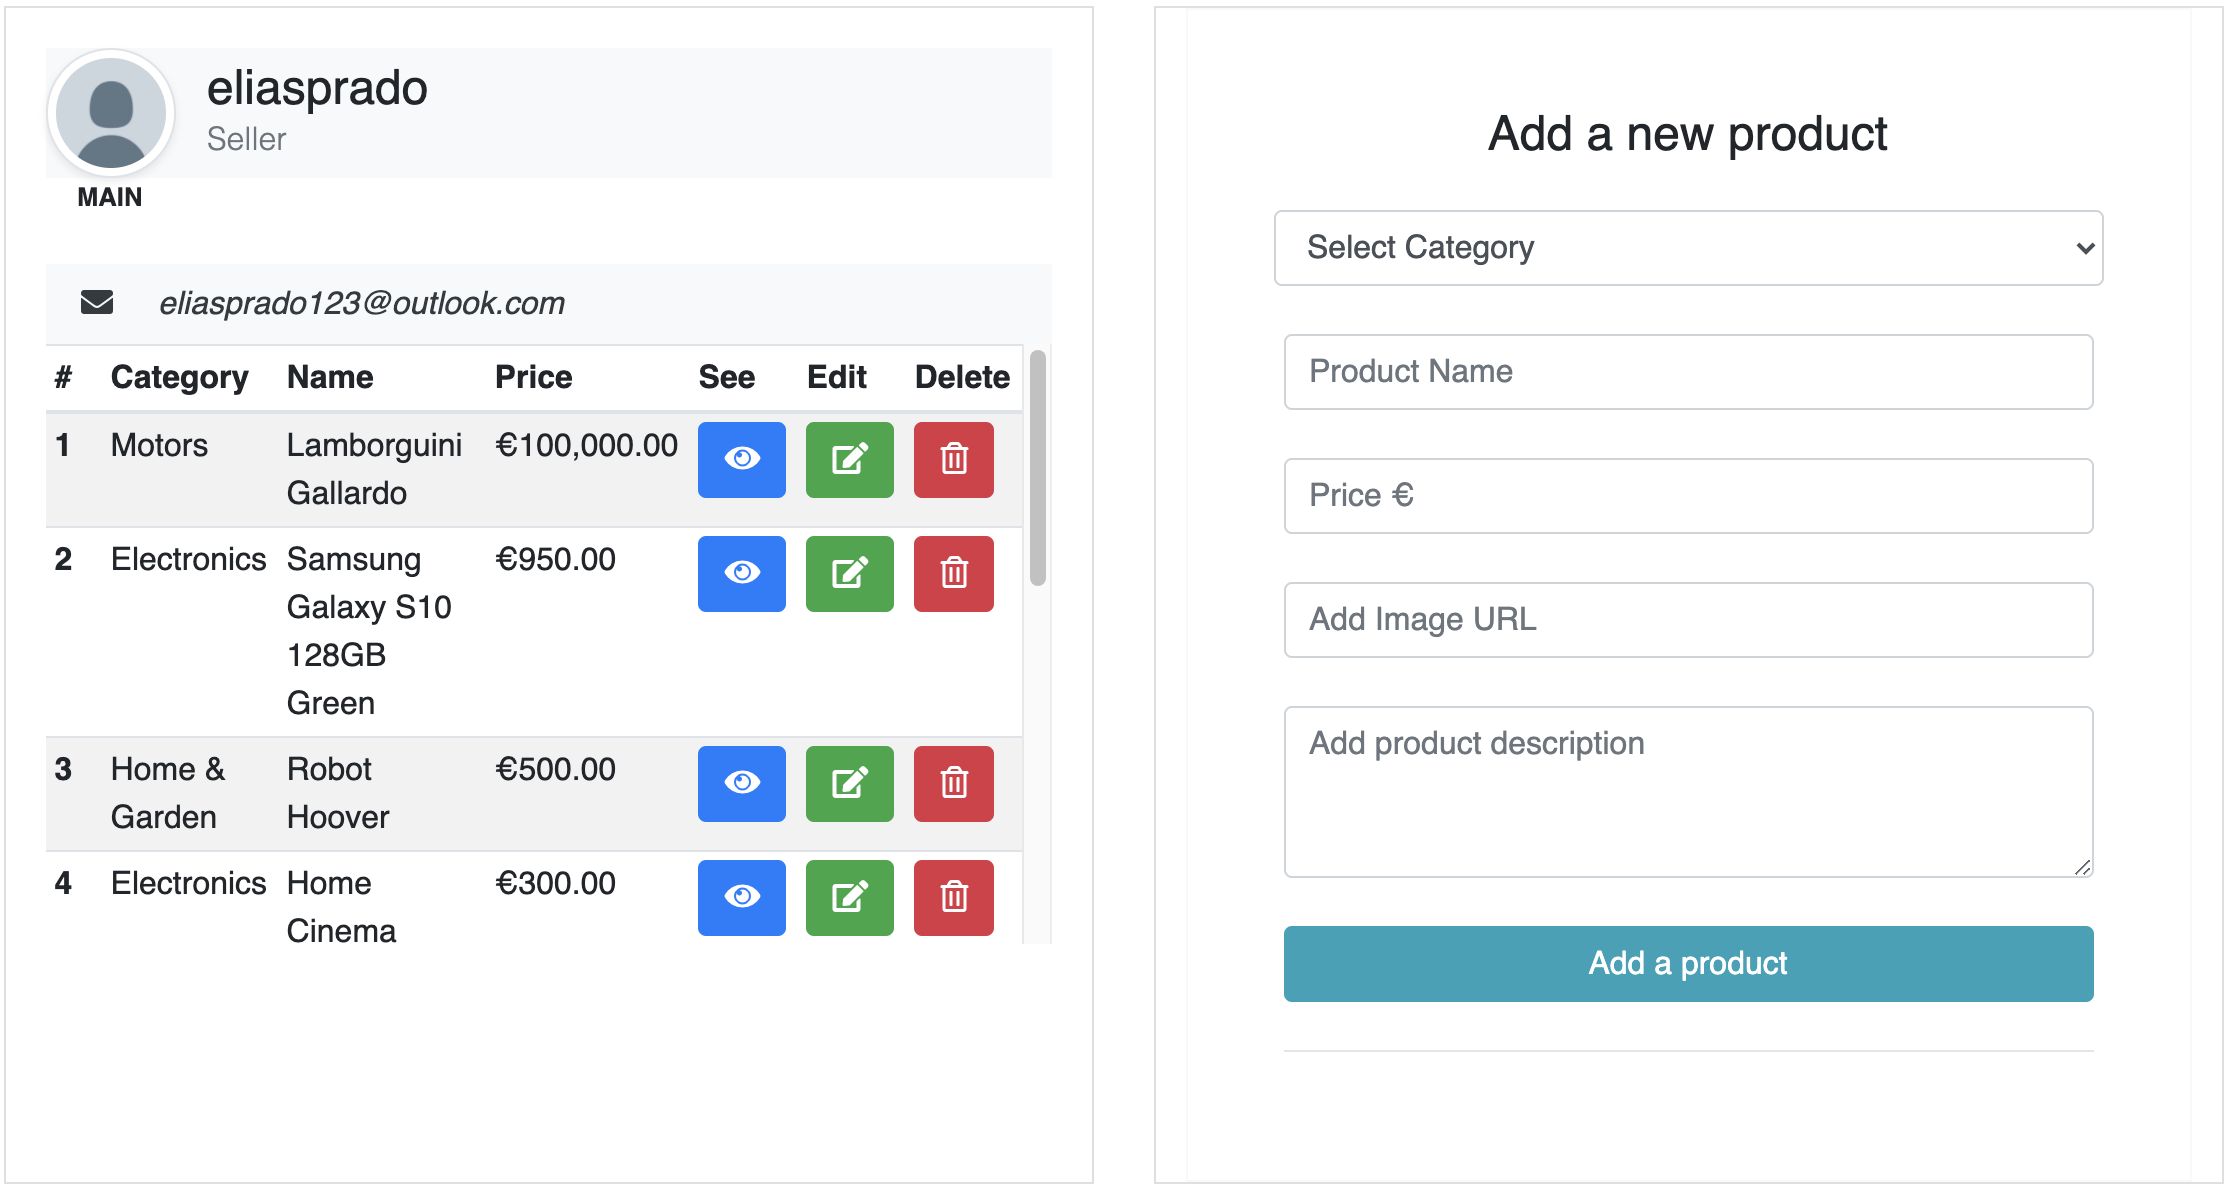 eliasprado
Seller
MAIN
eliasprado123@outlook.com
# Category Name Price See Edit Delete
1 Motors Lamborguini €100,000.00
Gallardo
2 Electronics Samsung €950.00
Galaxy S10
128GB
Green
3 Home & Robot €500.00
Garden Hoover
4 Electronics Home €300.00
Cinema
Add a new product
Select Category
Product Name
Price €
Add Image URL
Add product description
Add a product